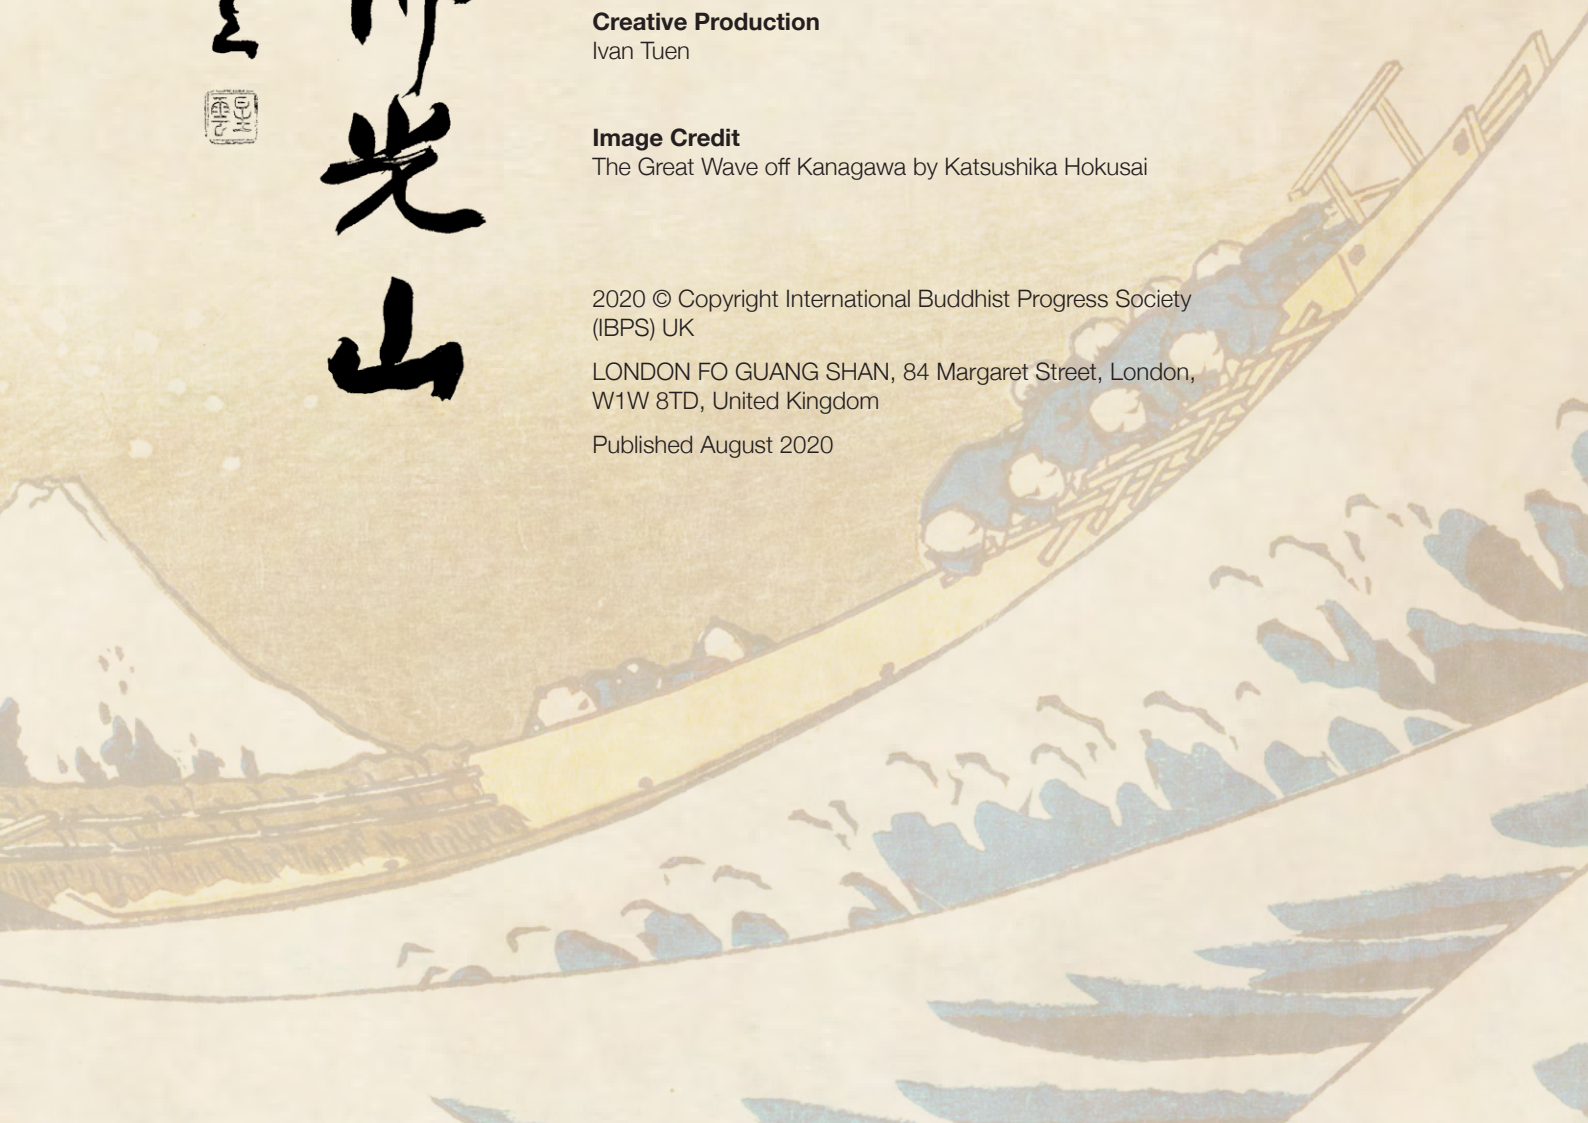 光
山
Creative Production
Ivan Tuen
Image Credit
The Great Wave off Kanagawa by Katsushika Hokusai
2020 © Copyright International Buddhist Progress Society
(IBPS) UK
LONDON FO GUANG SHAN, 84 Margaret Street, London,
W1W 8TD, United Kingdom
Published August 2020